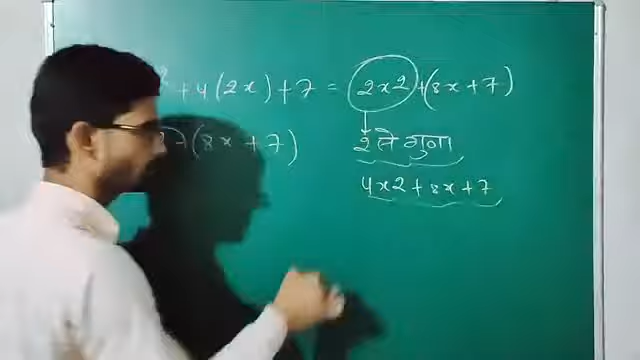 + 4(2x) + 7 = 2x2 + (8x + 7)
(8x + 7) 2 से गुना
4x2 + 8x + 7